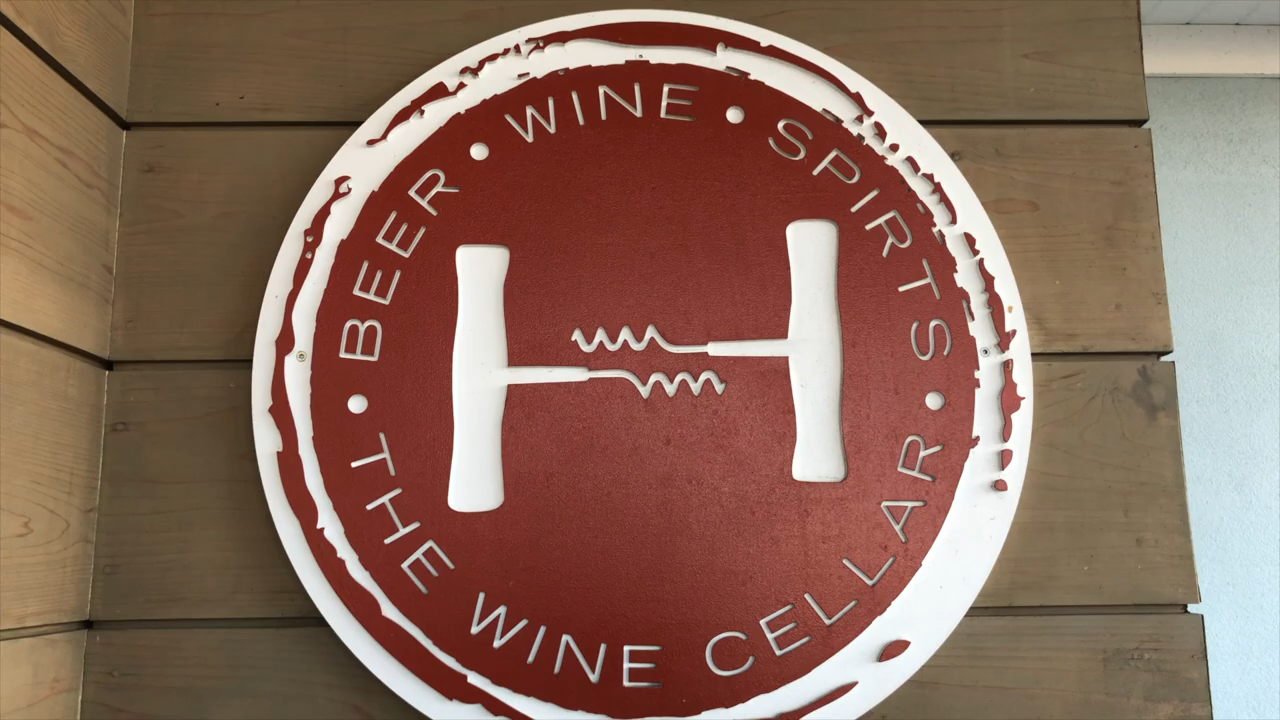 BEER • WINE • SPIRTS •
THE WINE CELLAR •